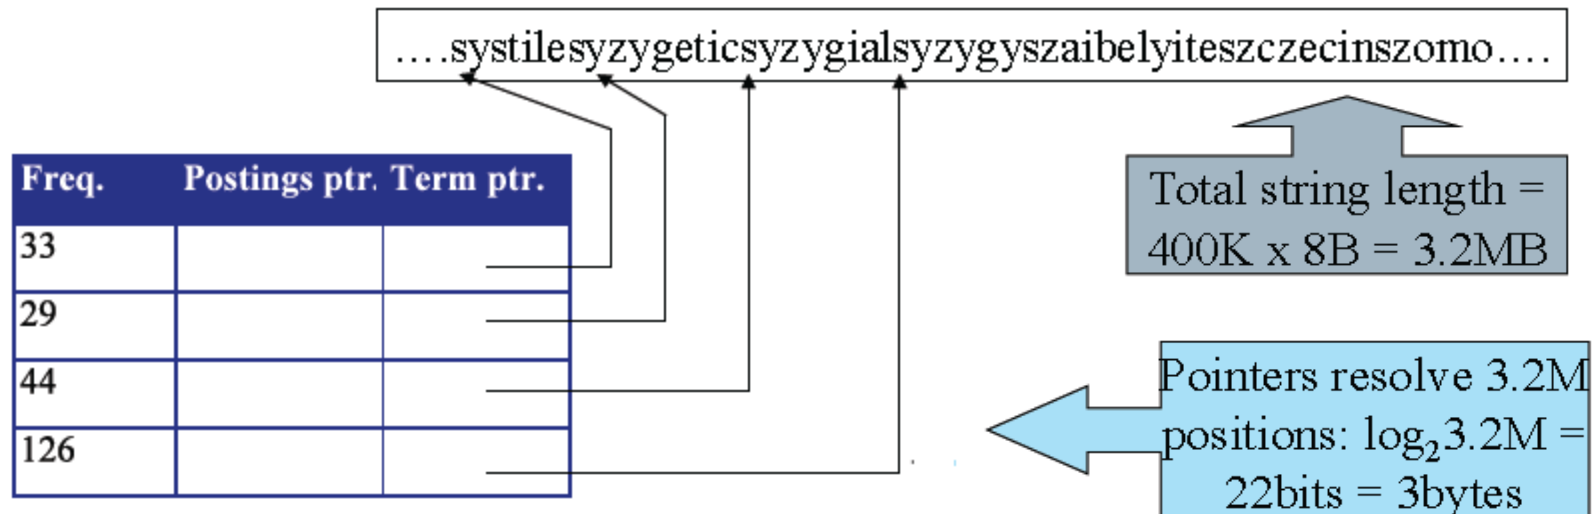 ....systilesyzygeticsyzygialsyzygyszaibelyiteszczecinszomo....
Freq. Postings ptr. Term ptr.
33
29
44
126
Total string length =
400K x 8B = 3.2MB
Pointers resolve 3.2M
positions: log₂3.2M =
22bits = 3bytes